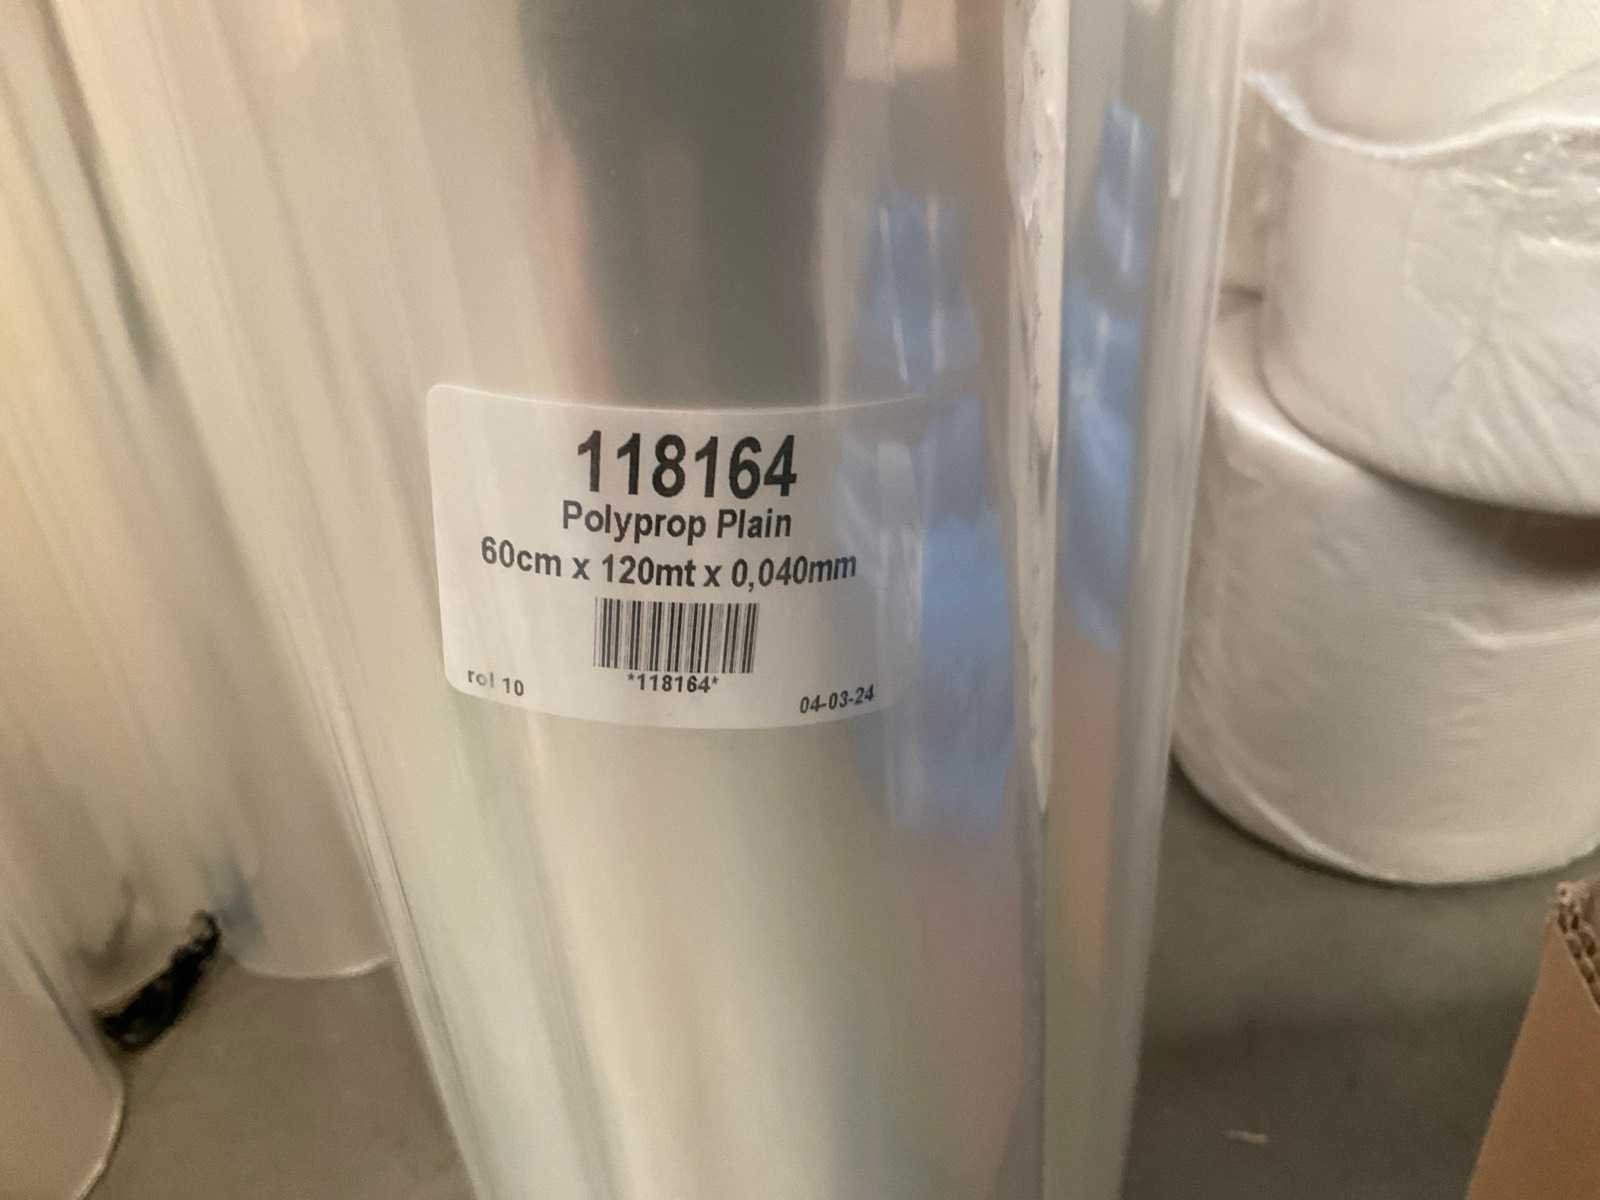 118164
Polyprop Plain
60cm x 120mt x 0,040mm
*118164*
rol 10
04-03-24